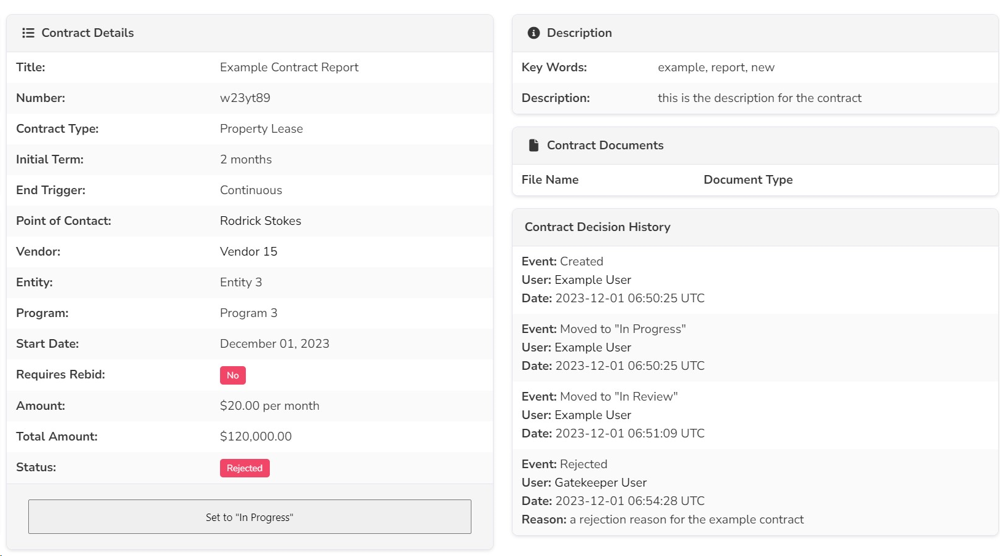 Contract Details
Title: Example Contract Report
Number: w23yt89
Contract Type: Property Lease
Initial Term: 2 months
End Trigger: Continuous
Point of Contact: Rodrick Stokes
Vendor: Vendor 15
Entity: Entity 3
Program: Program 3
Start Date: December 01, 2023
Requires Rebid: No
Amount: $20.00 per month
Total Amount: $120,000.00
Status: Rejected
Set to "In Progress"
Description
Key Words: example, report, new
Description: this is the description for the contract
Contract Documents
File Name Document Type
Contract Decision History
Event: Created
User: Example User
Date: 2023-12-01 06:50:25 UTC
Event: Moved to "In Progress"
User: Example User
Date: 2023-12-01 06:50:25 UTC
Event: Moved to "In Review"
User: Example User
Date: 2023-12-01 06:51:09 UTC
Event: Rejected
User: Gatekeeper User
Date: 2023-12-01 06:54:28 UTC
Reason: a rejection reason for the example contract